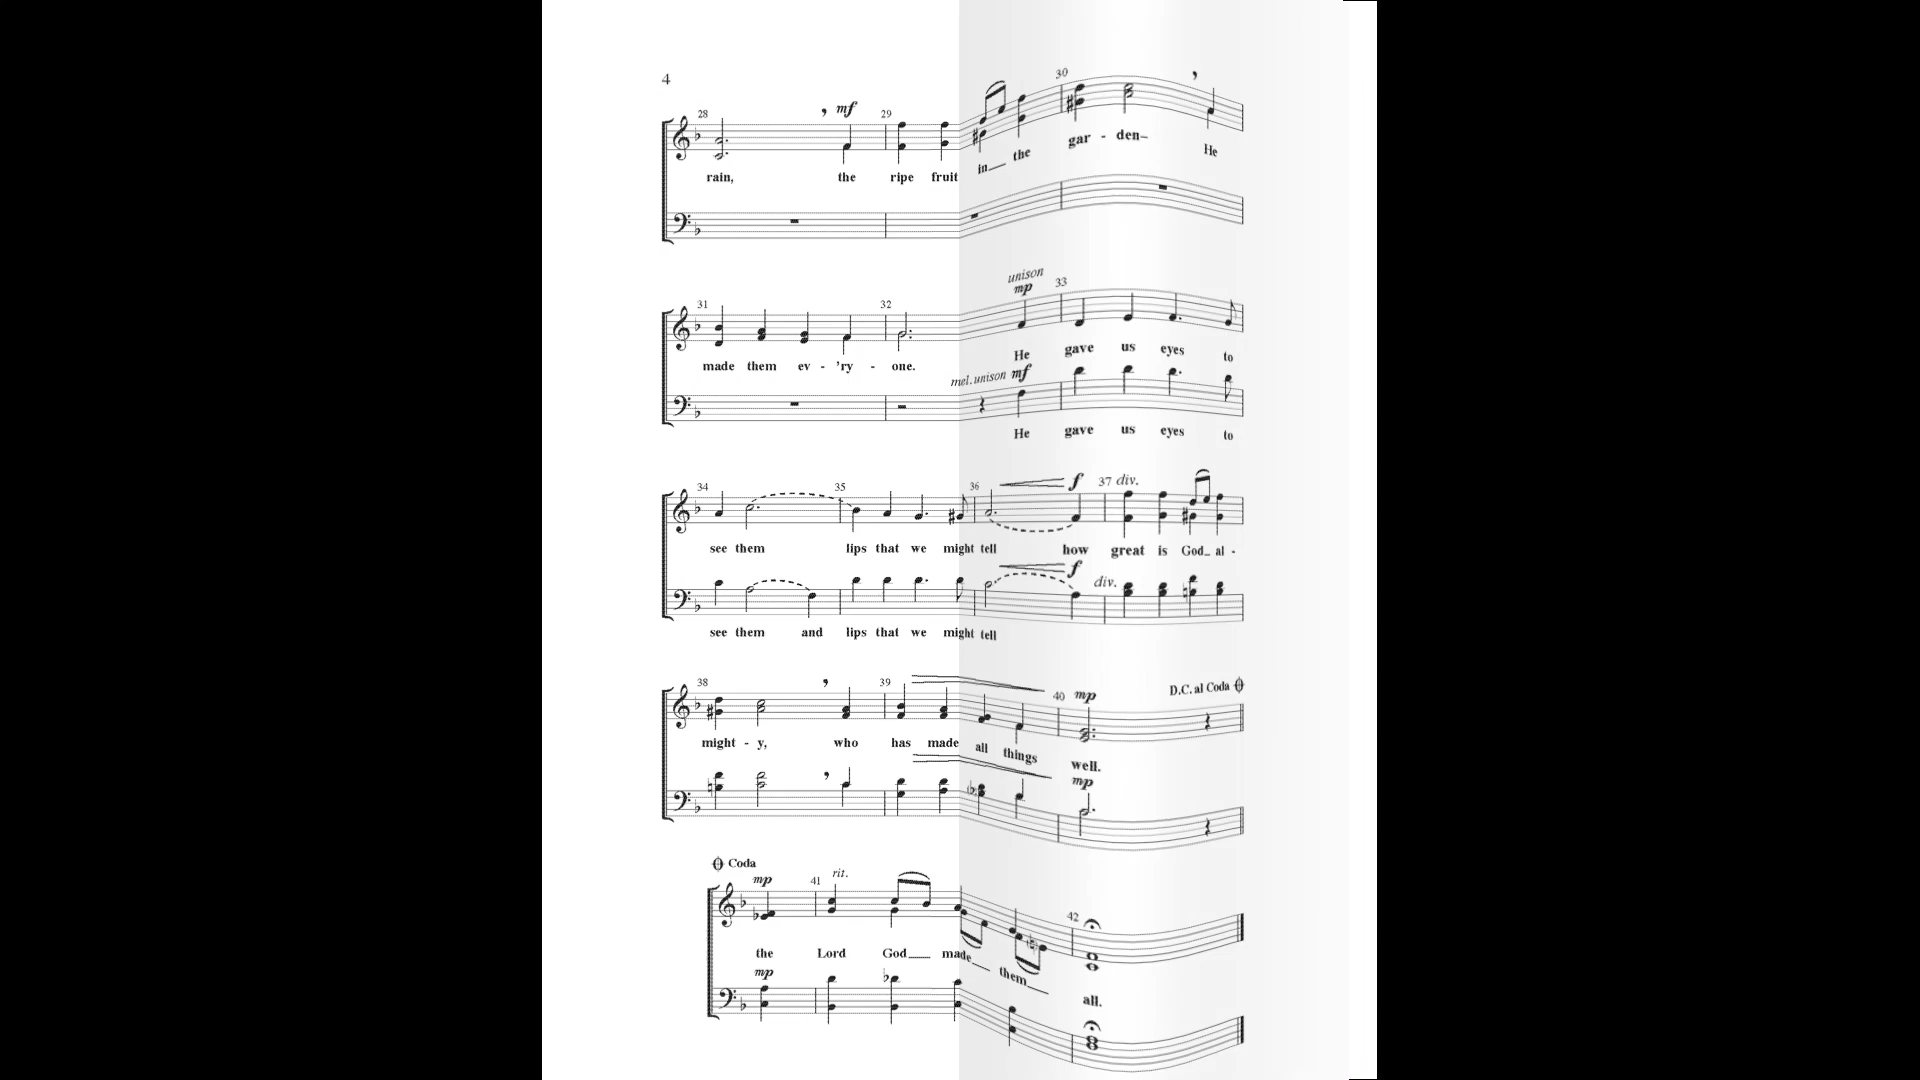 4
28 , mf 29 30 ,
rain, the ripe fruit in the gar - den– He
unison
31 32 mp 33
made them ev - 'ry - one. He gave us eyes to
mel. unison mf
He gave us eyes to
34 35 36 f 37 div.
see them lips that we might tell how great is God al -
f
div.
see them and lips that we might tell
38 , 39 40 mp D.C. al Coda
might - y, who has made all things well.
, mp
Coda
mp 41 rit. 42
the Lord God made them all.
mp